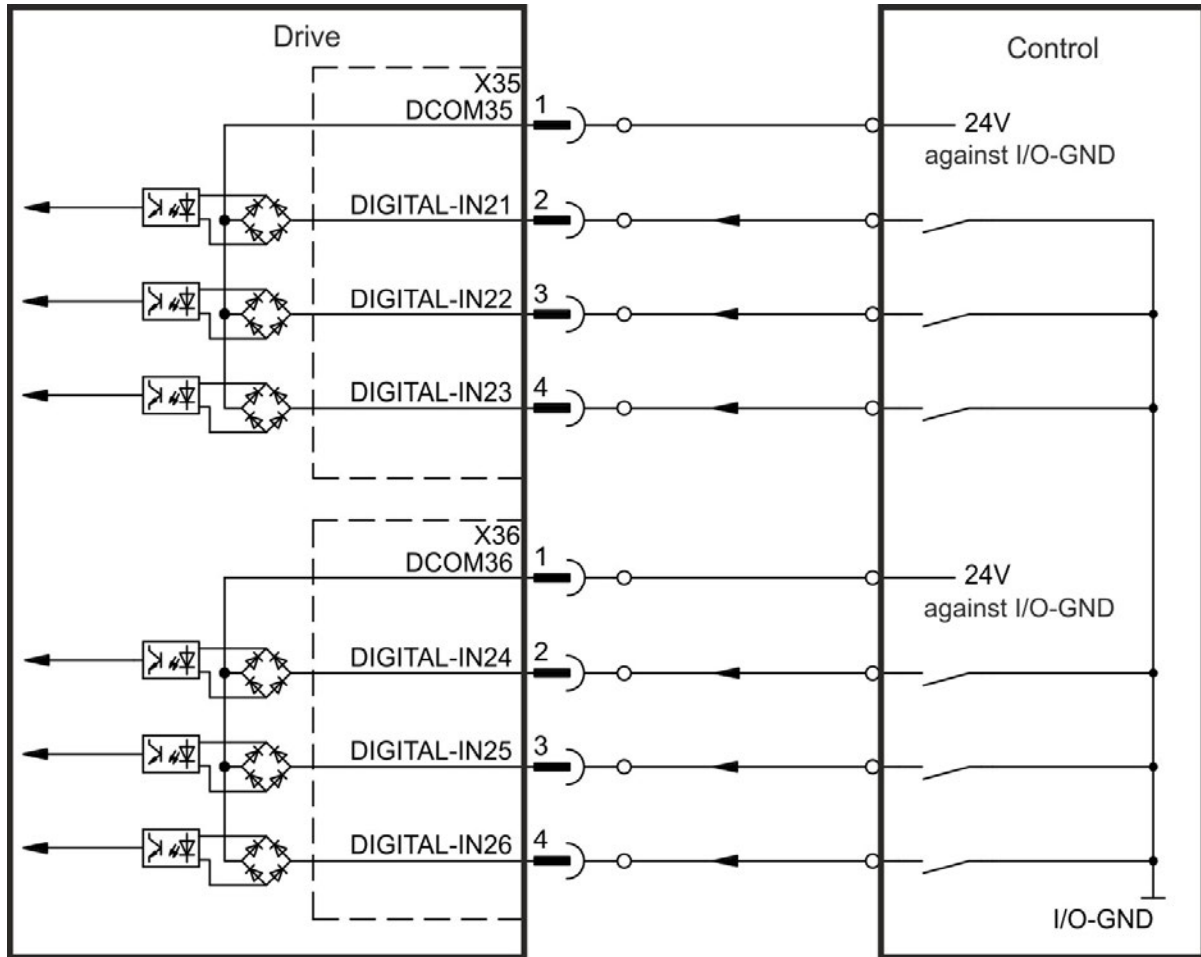 Drive
Control
X35
DCOM35
1
24V
against I/O-GND
DIGITAL-IN21
2
DIGITAL-IN22
3
DIGITAL-IN23
4
X36
DCOM36
1
24V
against I/O-GND
DIGITAL-IN24
2
DIGITAL-IN25
3
DIGITAL-IN26
4
I/O-GND